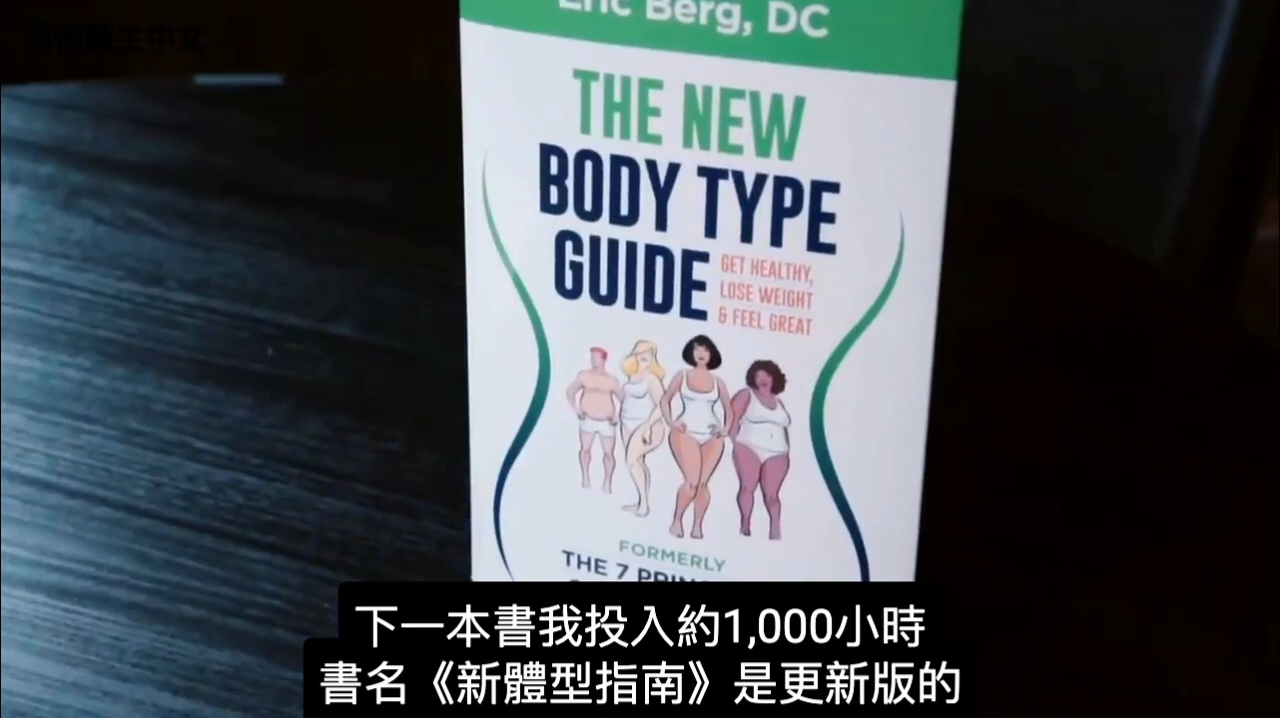 Eric Berg, DC
THE NEW
BODY TYPE
GUIDE
GET HEALTHY,
LOSE WEIGHT
& FEEL GREAT
FORMERLY
THE 7
下一本書我投入約1,000小時
書名《新體型指南》是更新版的